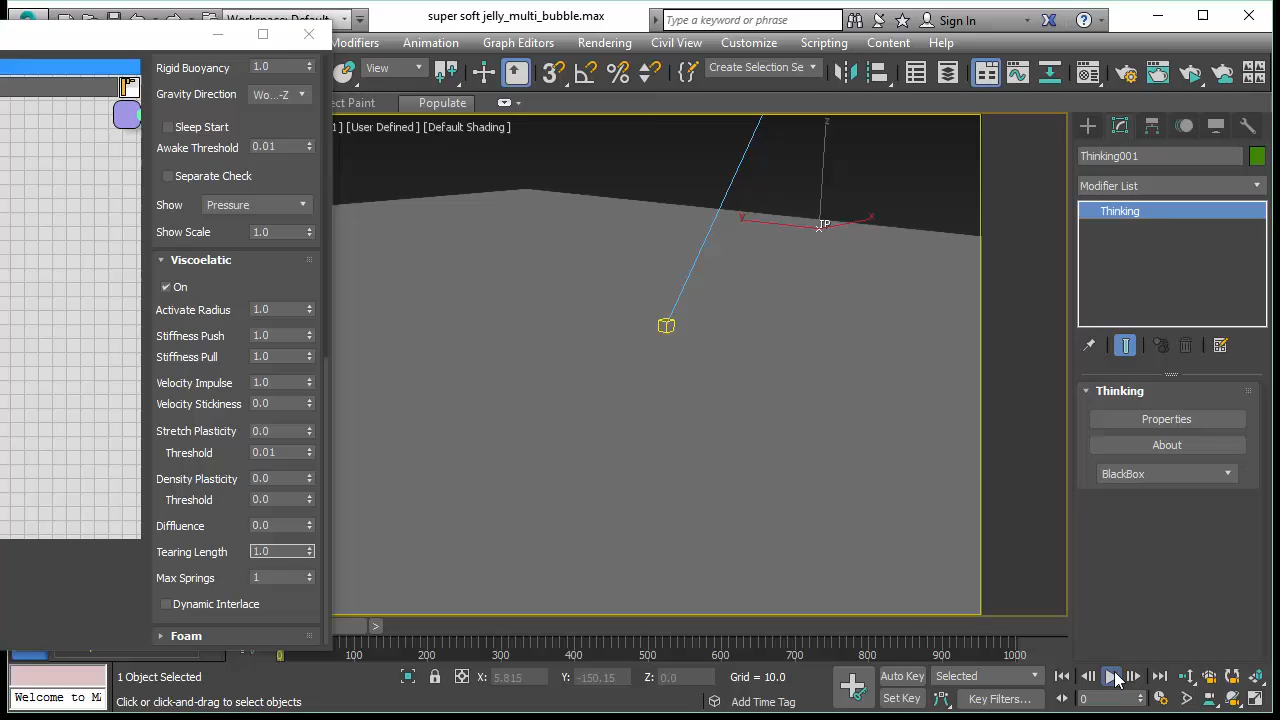 Workspace: Default
super soft jelly_multi_bubble.max
Type a keyword or phrase
Sign In
Modifiers
Animation
Graph Editors
Rendering
Civil View
Customize
Scripting
Content
Help
View
Create Selection Se
ect Paint
Populate
1 ] [User Defined ] [Default Shading ]
Rigid Buoyancy 1.0
Gravity Direction Wo...-Z
Sleep Start
Awake Threshold 0.01
Separate Check
Show Pressure
Show Scale 1.0
Viscoelatic
On
Activate Radius 1.0
Stiffness Push 1.0
Stiffness Pull 1.0
Velocity Impulse 1.0
Velocity Stickiness 0.0
Stretch Plasticity 0.0
Threshold 0.01
Density Plasticity 0.0
Threshold 0.0
Diffluence 0.0
Tearing Length 1.0
Max Springs 1
Dynamic Interlace
Foam
z
y
x
TP
Thinking001
Modifier List
Thinking
Thinking
Properties
About
BlackBox
>
0 100 200 300 400 500 600 700 800 900 1000
1 Object Selected
X: 5.815
Y: -150.15
Z: 0.0
Grid = 10.0
Auto Key
Selected
Welcome to M
Click or click-and-drag to select objects
Add Time Tag
Set Key
Key Filters...
0